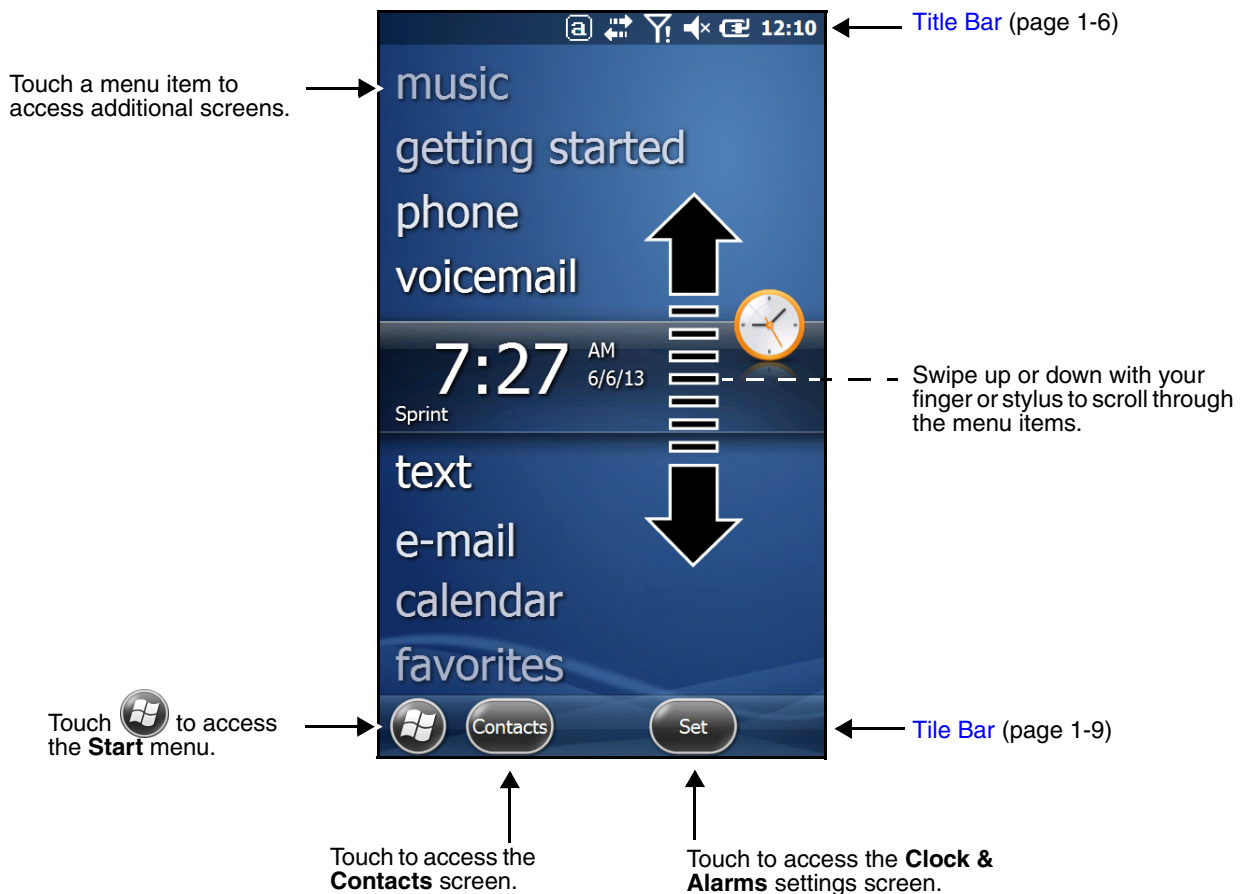 a 12:10
Title Bar (page 1-6)
Touch a menu item to
access additional screens.
music
getting started
phone
voicemail
7:27
AM
6/6/13
Sprint
Swipe up or down with your
finger or stylus to scroll through
the menu items.
text
e-mail
calendar
favorites
Touch to access
the Start menu.
Contacts
Set
Tile Bar (page 1-9)
Touch to access the
Contacts screen.
Touch to access the Clock &
Alarms settings screen.